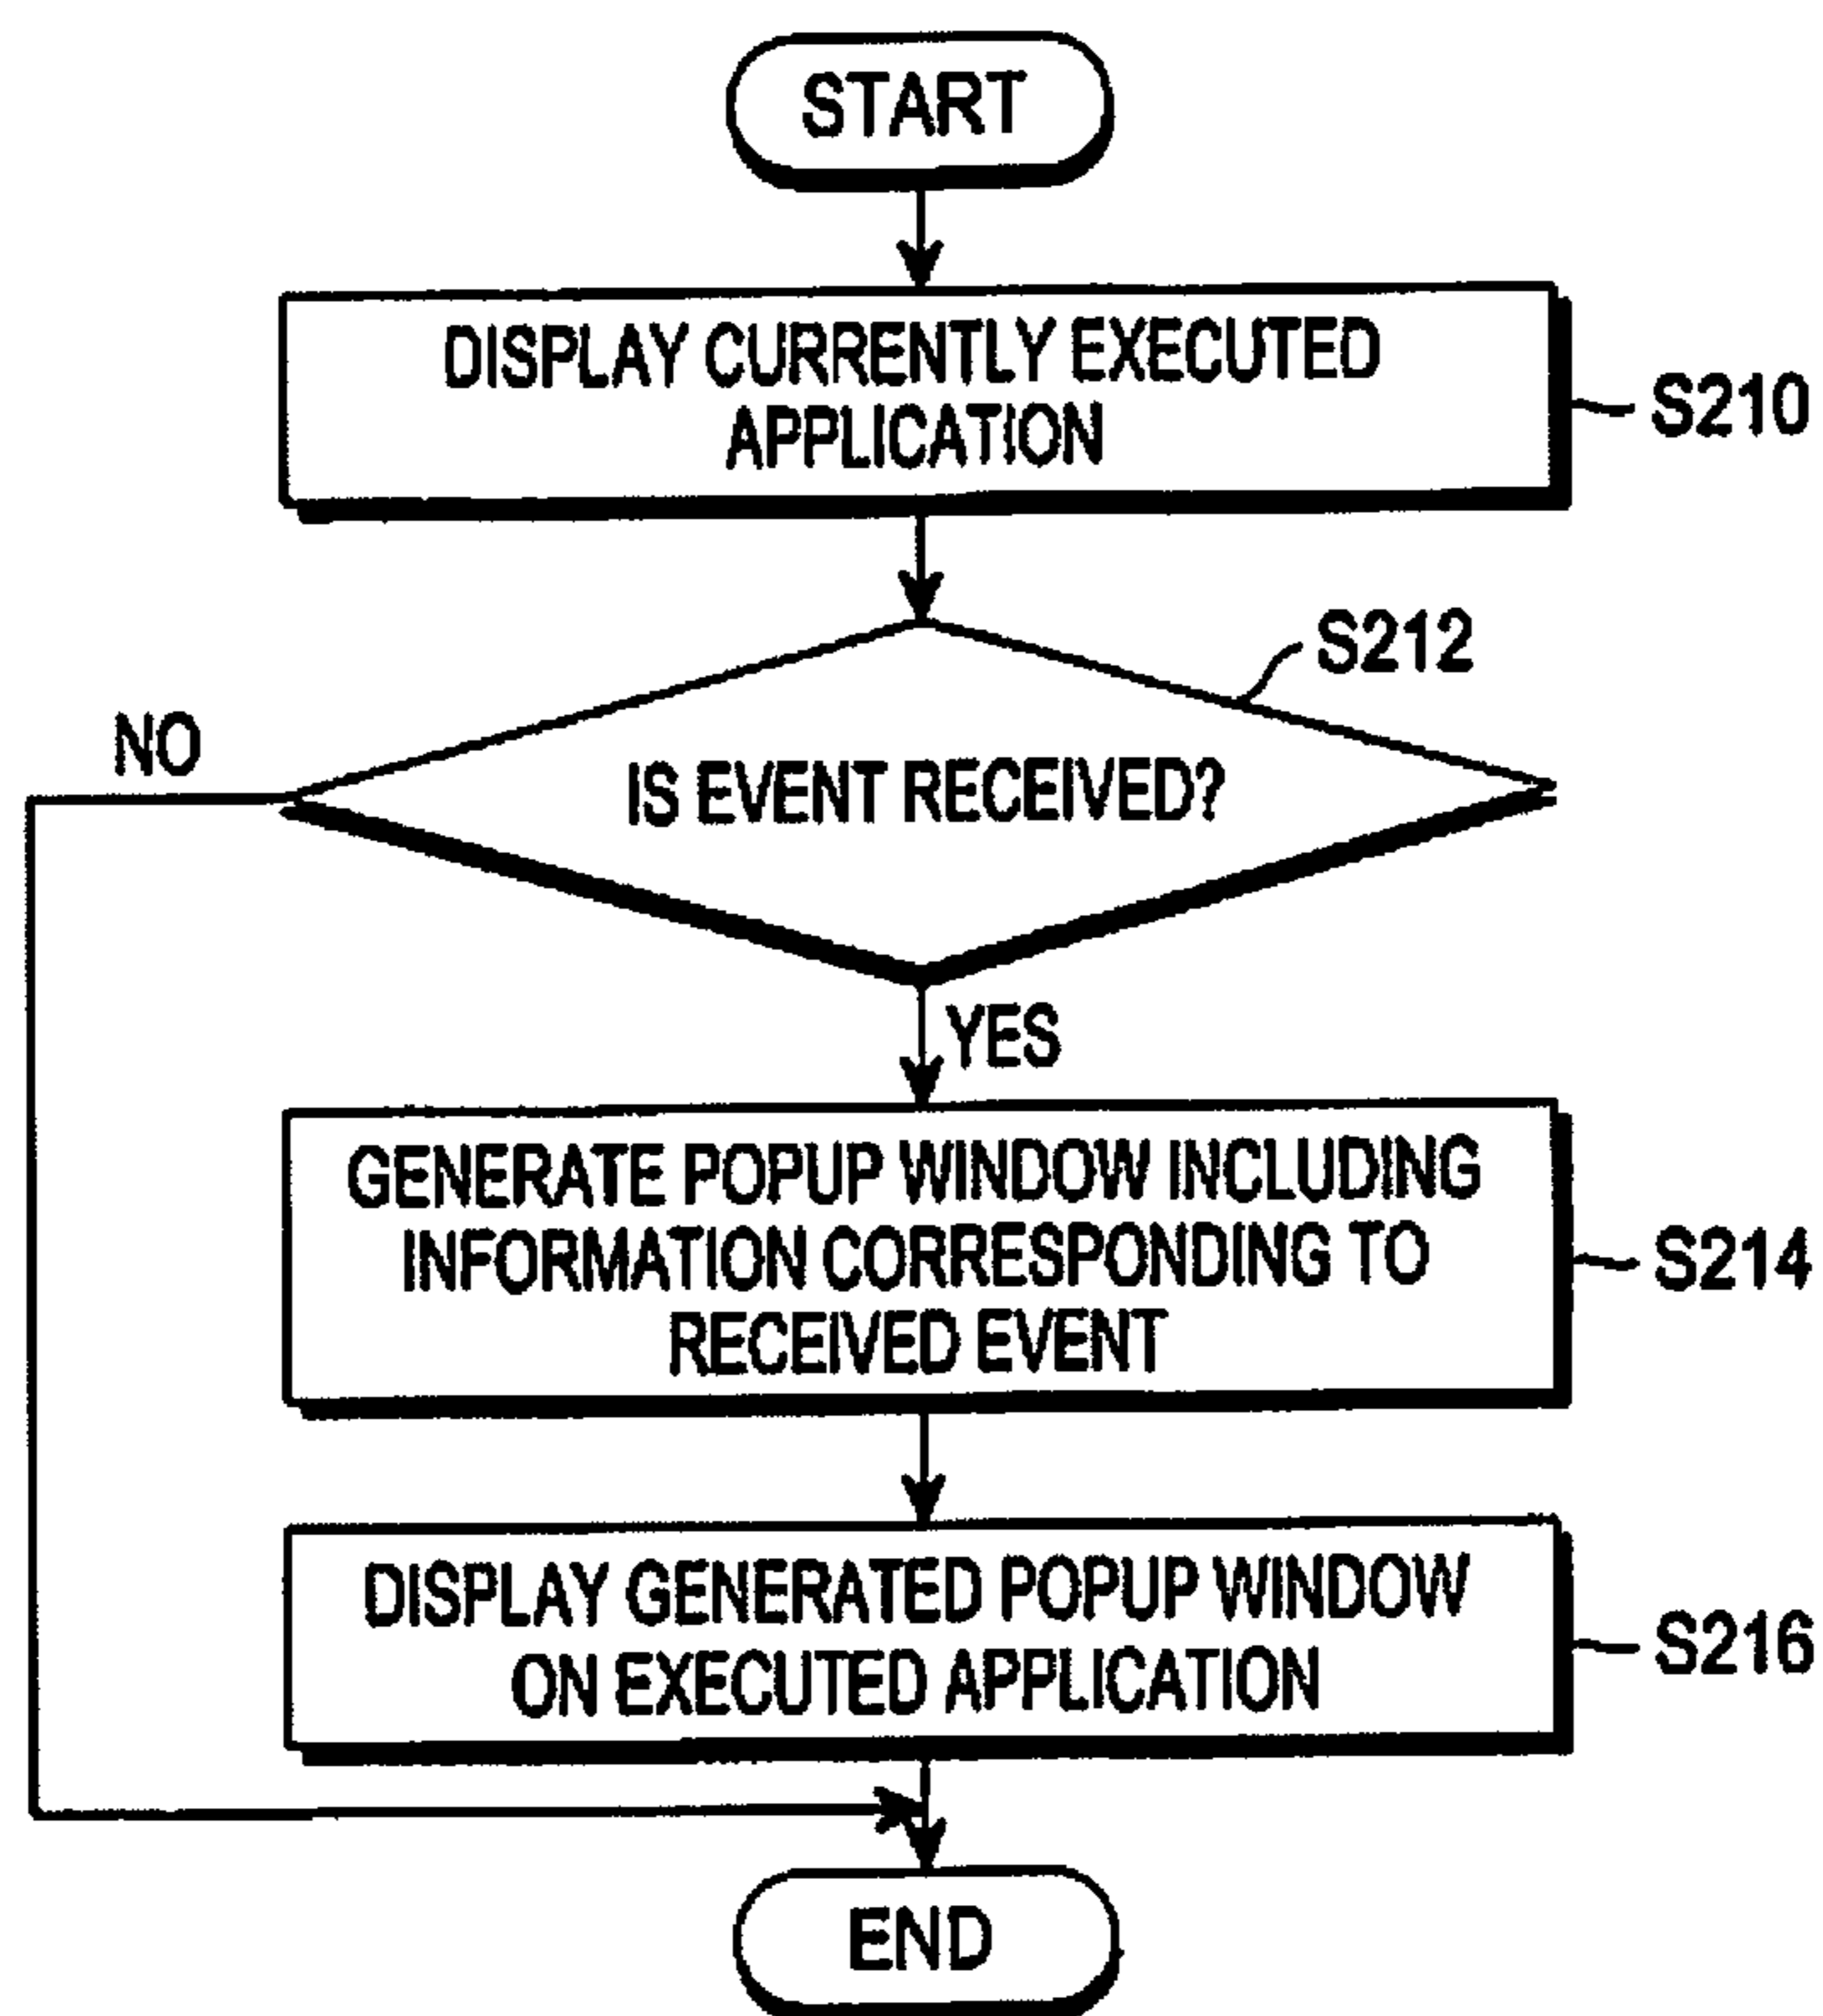 START
DISPLAY CURRENTLY EXECUTED
APPLICATION
S210
S212
NO
IS EVENT RECEIVED?
YES
GENERATE POPUP WINDOW INCLUDING
INFORMATION CORRESPONDING TO
RECEIVED EVENT
S214
DISPLAY GENERATED POPUP WINDOW
ON EXECUTED APPLICATION
S216
END